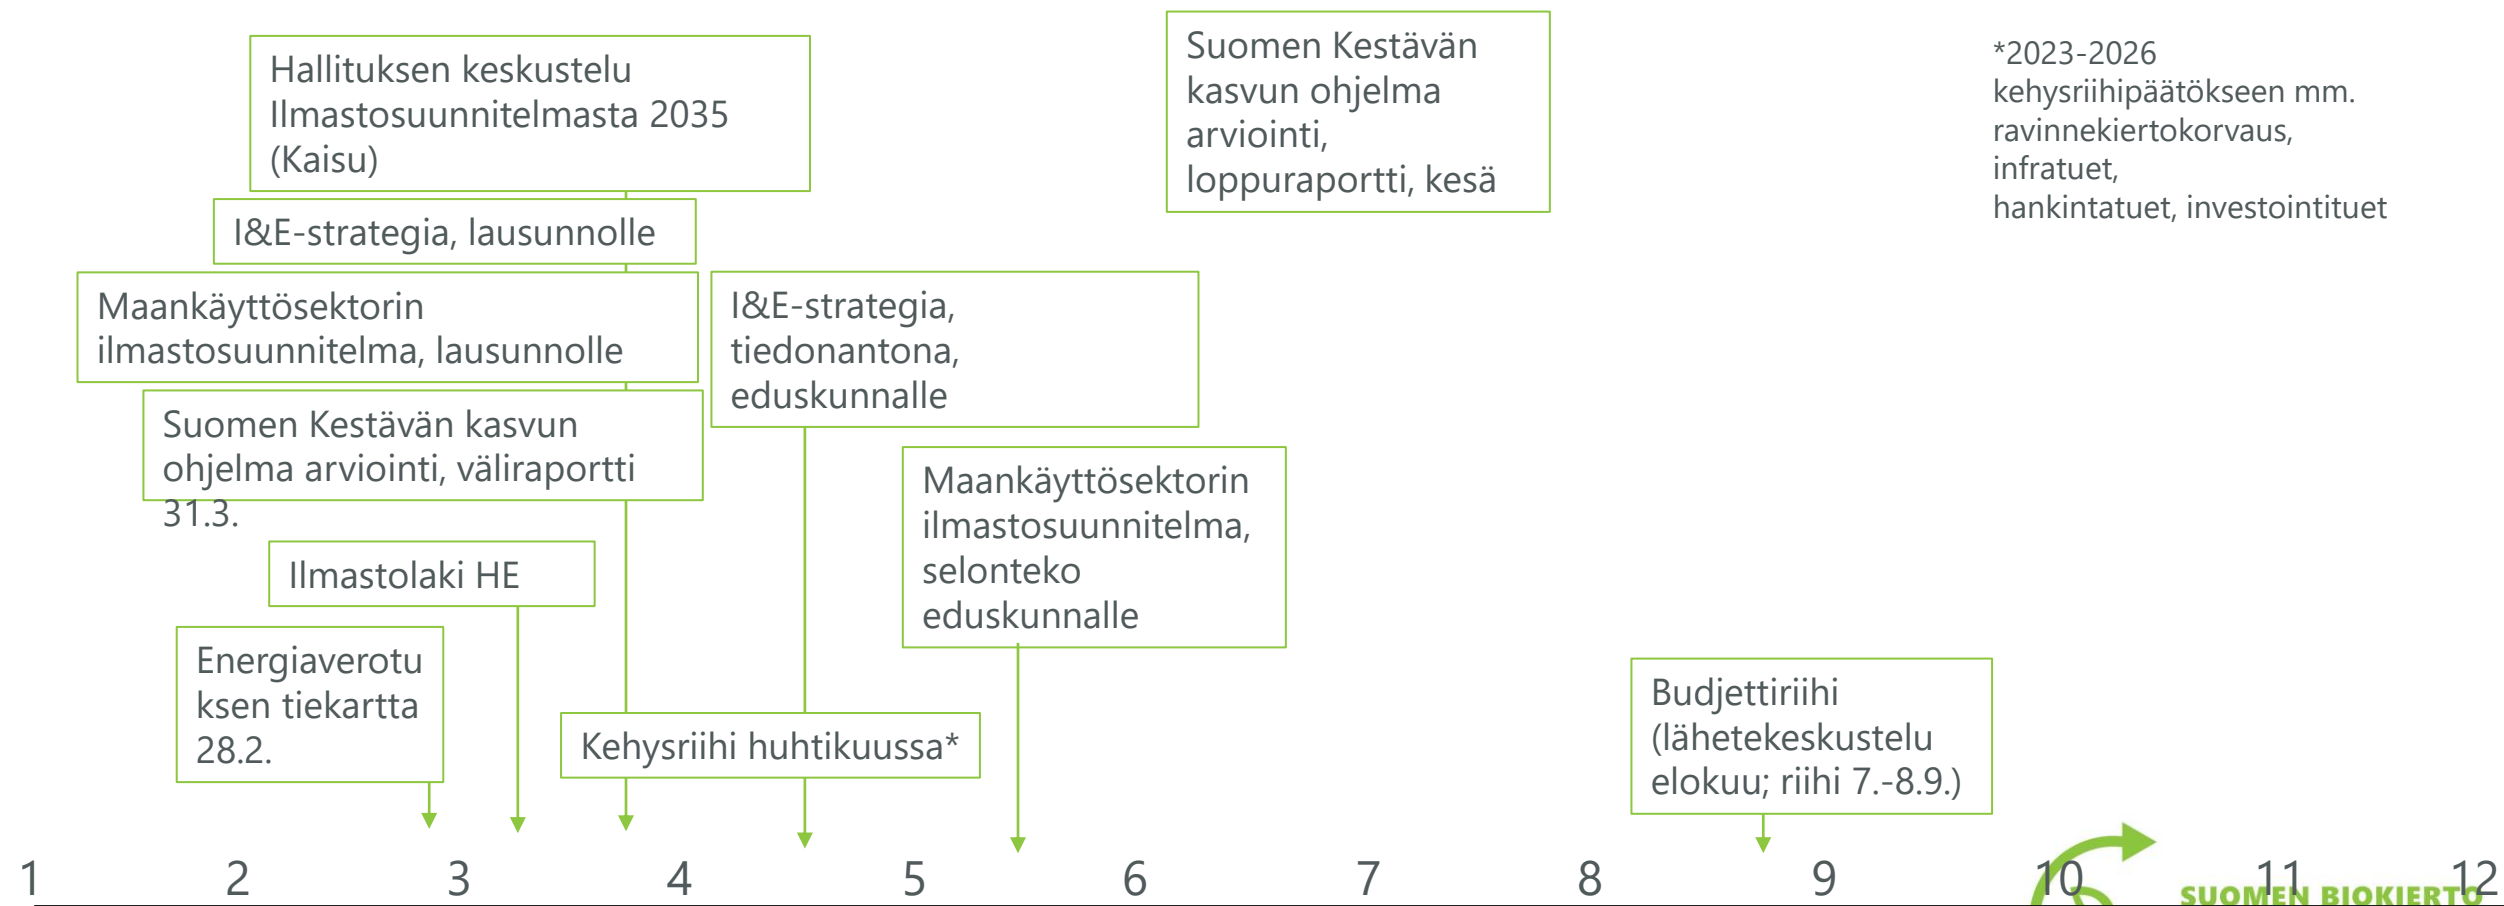 Hallituksen keskustelu
Ilmastosuunnitelmasta 2035
(Kaisu)
I&E-strategia, lausunnolle
Maankäyttösektorin
ilmastosuunnitelma, lausunnolle
Suomen Kestävän kasvun
ohjelma arviointi, väliraportti
31.3.
Ilmastolaki HE
Energiaverotu
ksen tiekartta
28.2.
Kehysriihi huhtikuussa*
I&E-strategia,
tiedonantona,
eduskunnalle
Maankäyttösektorin
ilmastosuunnitelma,
selonteko
eduskunnalle
Suomen Kestävän
kasvun ohjelma
arviointi,
loppuraportti, kesä
*2023-2026
kehysriihipäätökseen mm.
ravinnekiertokorvaus,
infratuet,
hankintatuet, investointituet
Budjettiriihi
(lähetekeskustelu
elokuu; riihi 7.-8.9.)
1 2 3 4 5 6 7 8 9 10 11 12
SUOMEN BIOKIERTO